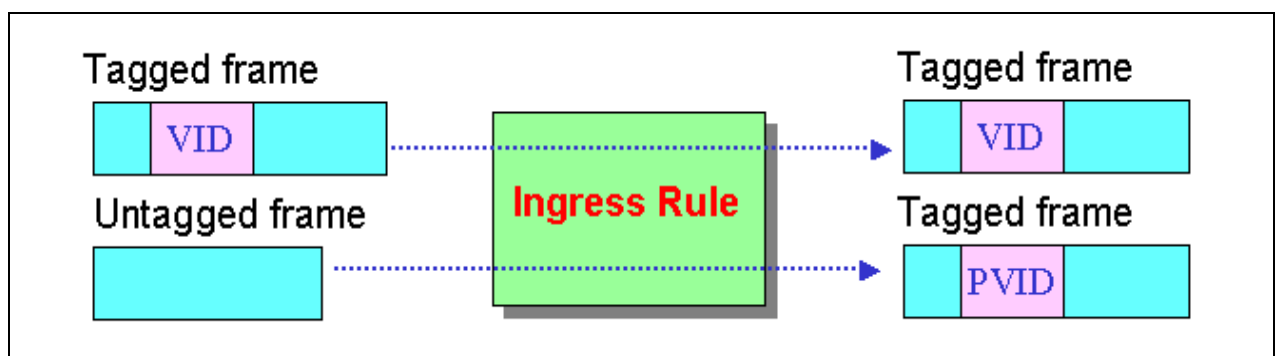 Tagged frame
VID
Untagged frame
Ingress Rule
Tagged frame
VID
Tagged frame
PVID